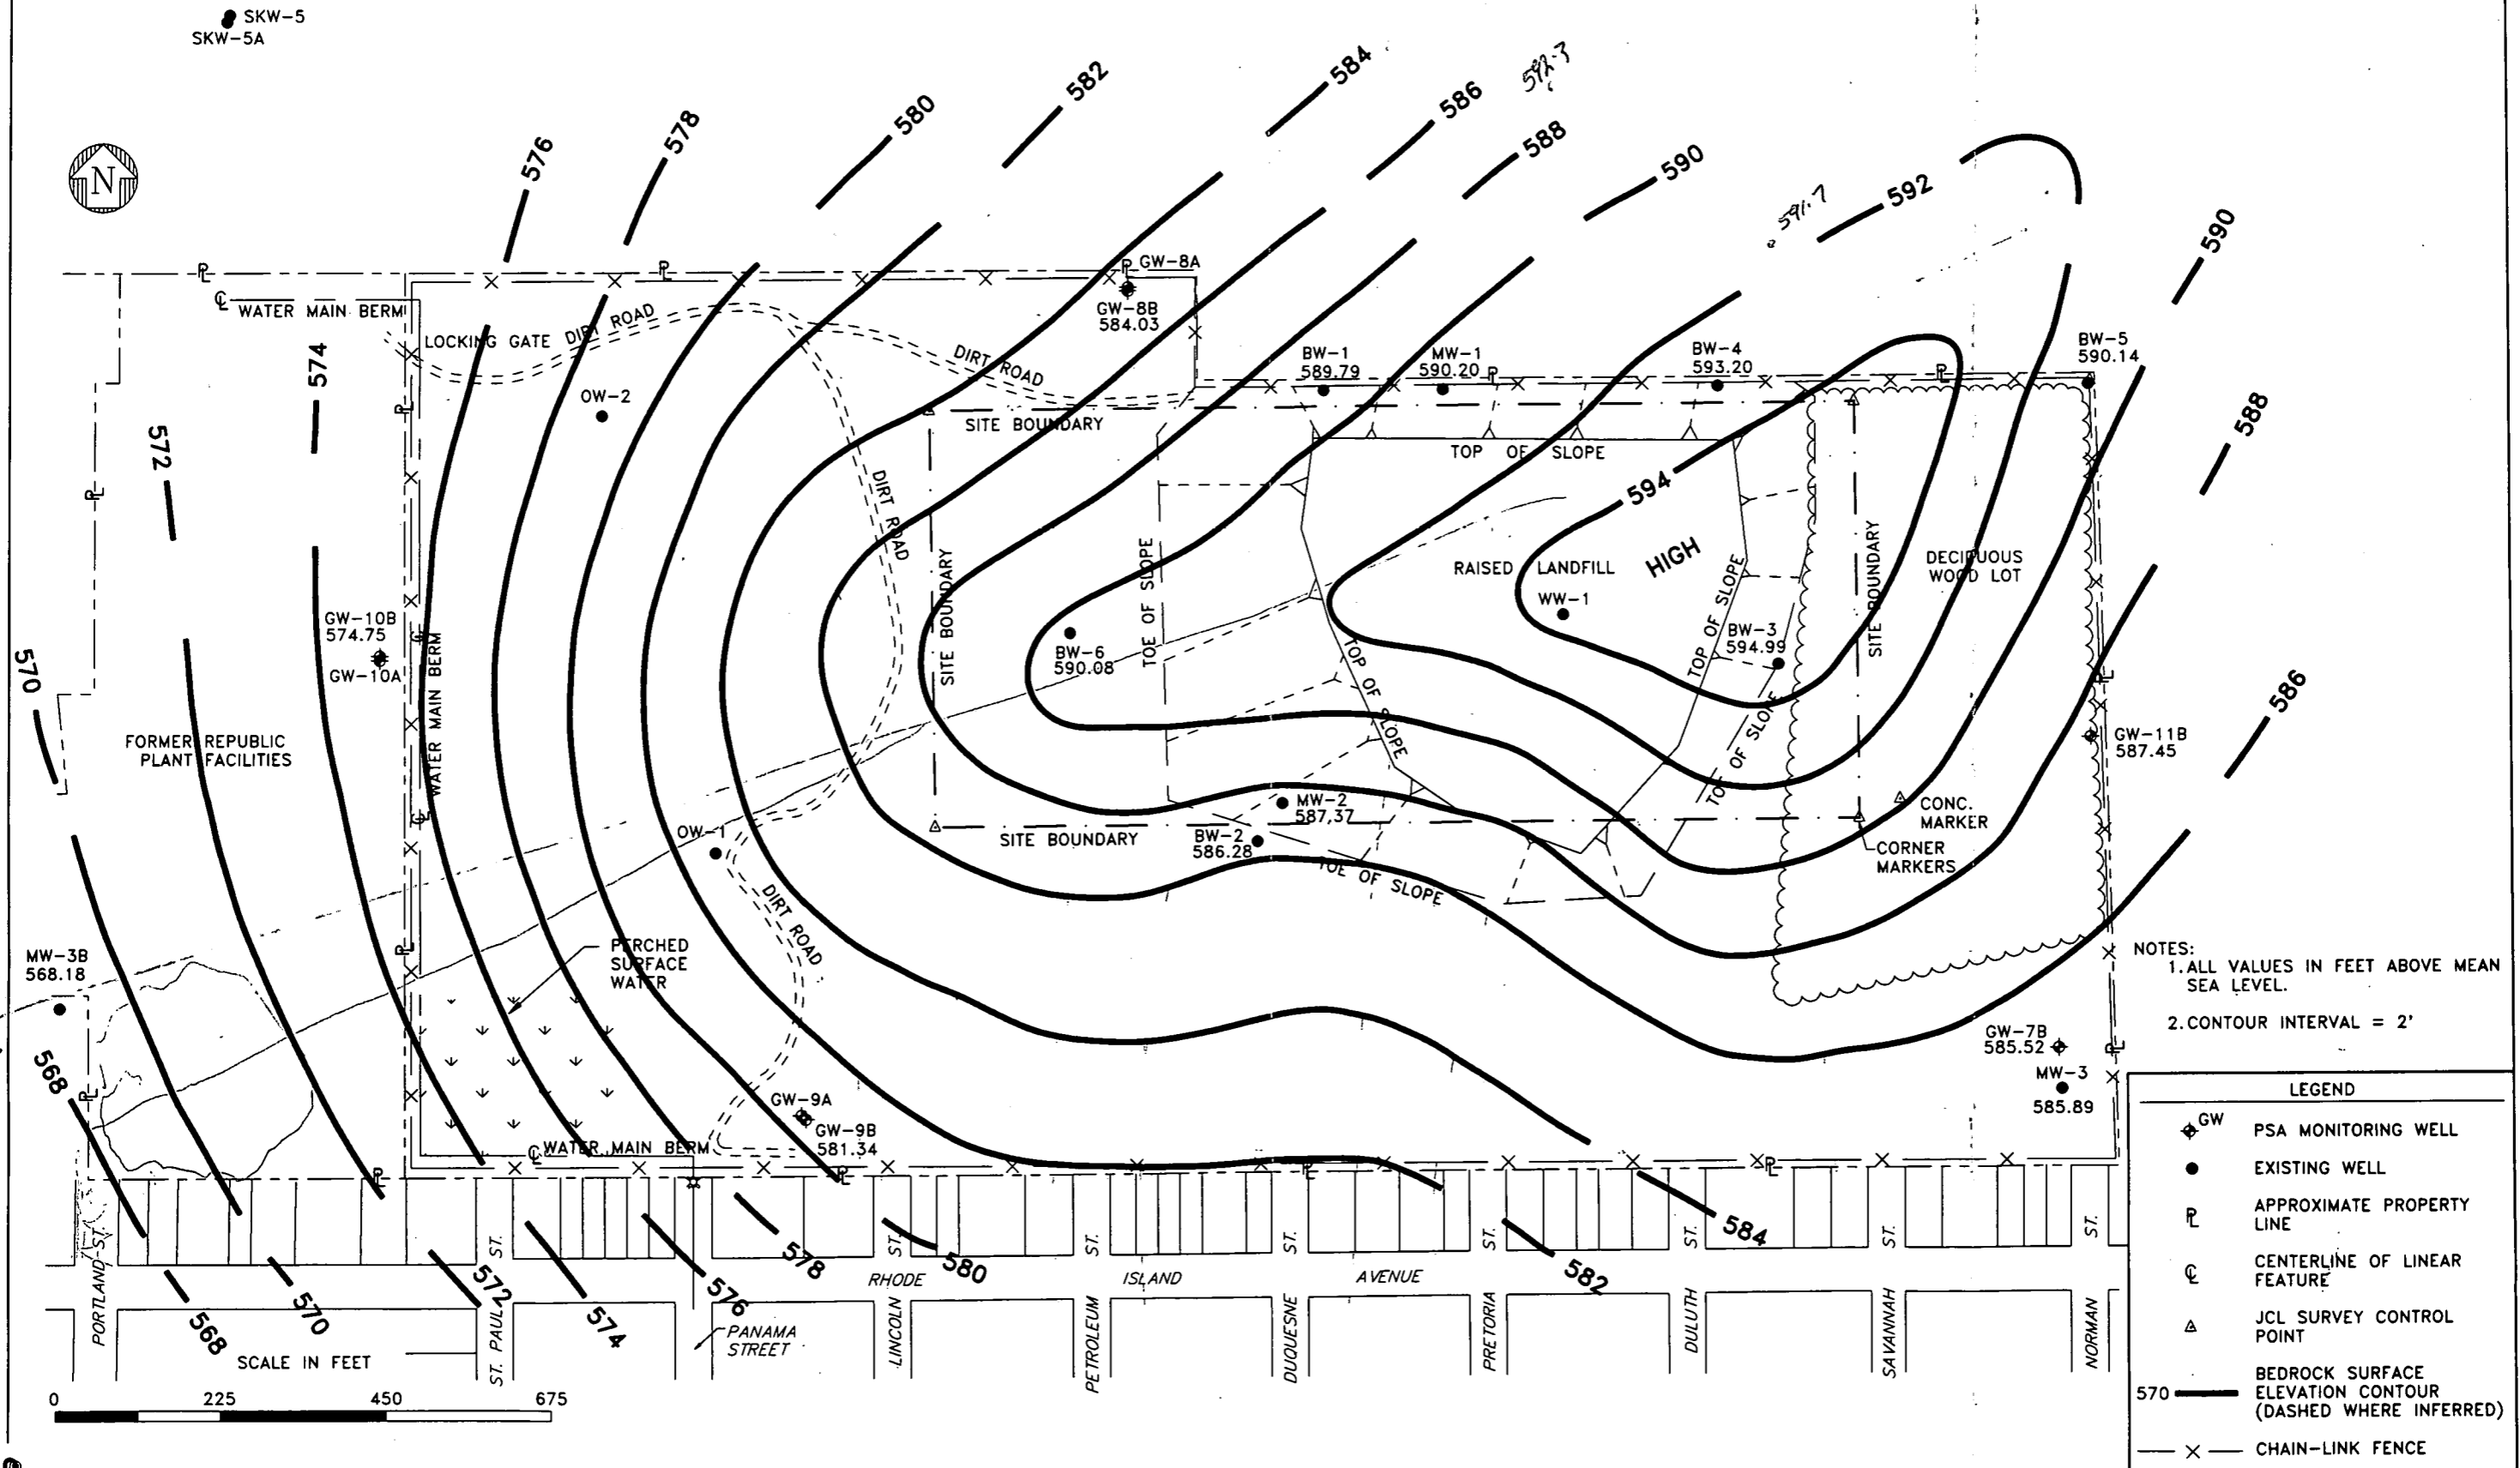 SKW-5
SKW-5A
N
576
578
580
582
584
586
592.3
588
590
591.7
592
590
588
586
574
572
570
568
594
HIGH
WATER MAIN BERM
LOCKING GATE
DIRT ROAD
DIRT ROAD
DIRT ROAD
DIRT ROAD
GW-8A
GW-8B
584.03
OW-2
BW-1
589.79
MW-1
590.20
BW-4
593.20
BW-5
590.14
SITE BOUNDARY
TOP OF SLOPE
SITE BOUNDARY
TOE OF SLOPE
RAISED LANDFILL
WW-1
TOP OF SLOPE
SITE BOUNDARY
DECIDUOUS
WOOD LOT
GW-10B
574.75
GW-10A
WATER MAIN BERM
BW-6
590.08
TOP OF SLOPE
BW-3
594.99
TOE OF SLOPE
FORMER REPUBLIC
PLANT FACILITIES
GW-11B
587.45
MW-2
587.37
BW-2
586.28
SITE BOUNDARY
TOE OF SLOPE
CONC.
MARKER
CORNER
MARKERS
OW-1
PERCHED
SURFACE
WATER
MW-3B
568.18
GW-9A
GW-9B
581.34
WATER MAIN BERM
GW-7B
585.52
MW-3
585.89
NOTES:
1. ALL VALUES IN FEET ABOVE MEAN
SEA LEVEL.
2. CONTOUR INTERVAL = 2'
568
570
572
574
576
578
580
582
584
RHODE ISLAND AVENUE
PORTLAND ST.
ST. PAUL ST.
PANAMA
STREET
LINCOLN ST.
PETROLEUM ST.
DUQUESNE ST.
PRETORIA ST.
DULUTH ST.
SAVANNAH ST.
NORMAN ST.
SCALE IN FEET
0 225 450 675
LEGEND
GW PSA MONITORING WELL
EXISTING WELL
PL APPROXIMATE PROPERTY
LINE
CL CENTERLINE OF LINEAR
FEATURE
JCL SURVEY CONTROL
POINT
570 BEDROCK SURFACE
ELEVATION CONTOUR
(DASHED WHERE INFERRED)
X CHAIN-LINK FENCE